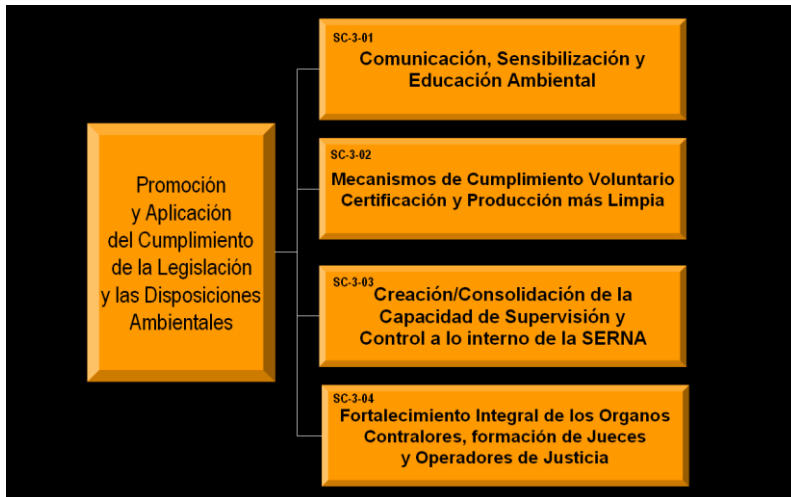 Promoción
y Aplicación
del Cumplimiento
de la Legislación
y las Disposiciones
Ambientales
SC-3-01
Comunicación, Sensibilización y
Educación Ambiental
SC-3-02
Mecanismos de Cumplimiento Voluntario
Certificación y Producción más Limpia
SC-3-03
Creación/Consolidación de la
Capacidad de Supervisión y
Control a lo interno de la SERNA
SC-3-04
Fortalecimiento Integral de los Organos
Contralores, formación de Jueces
y Operadores de Justicia